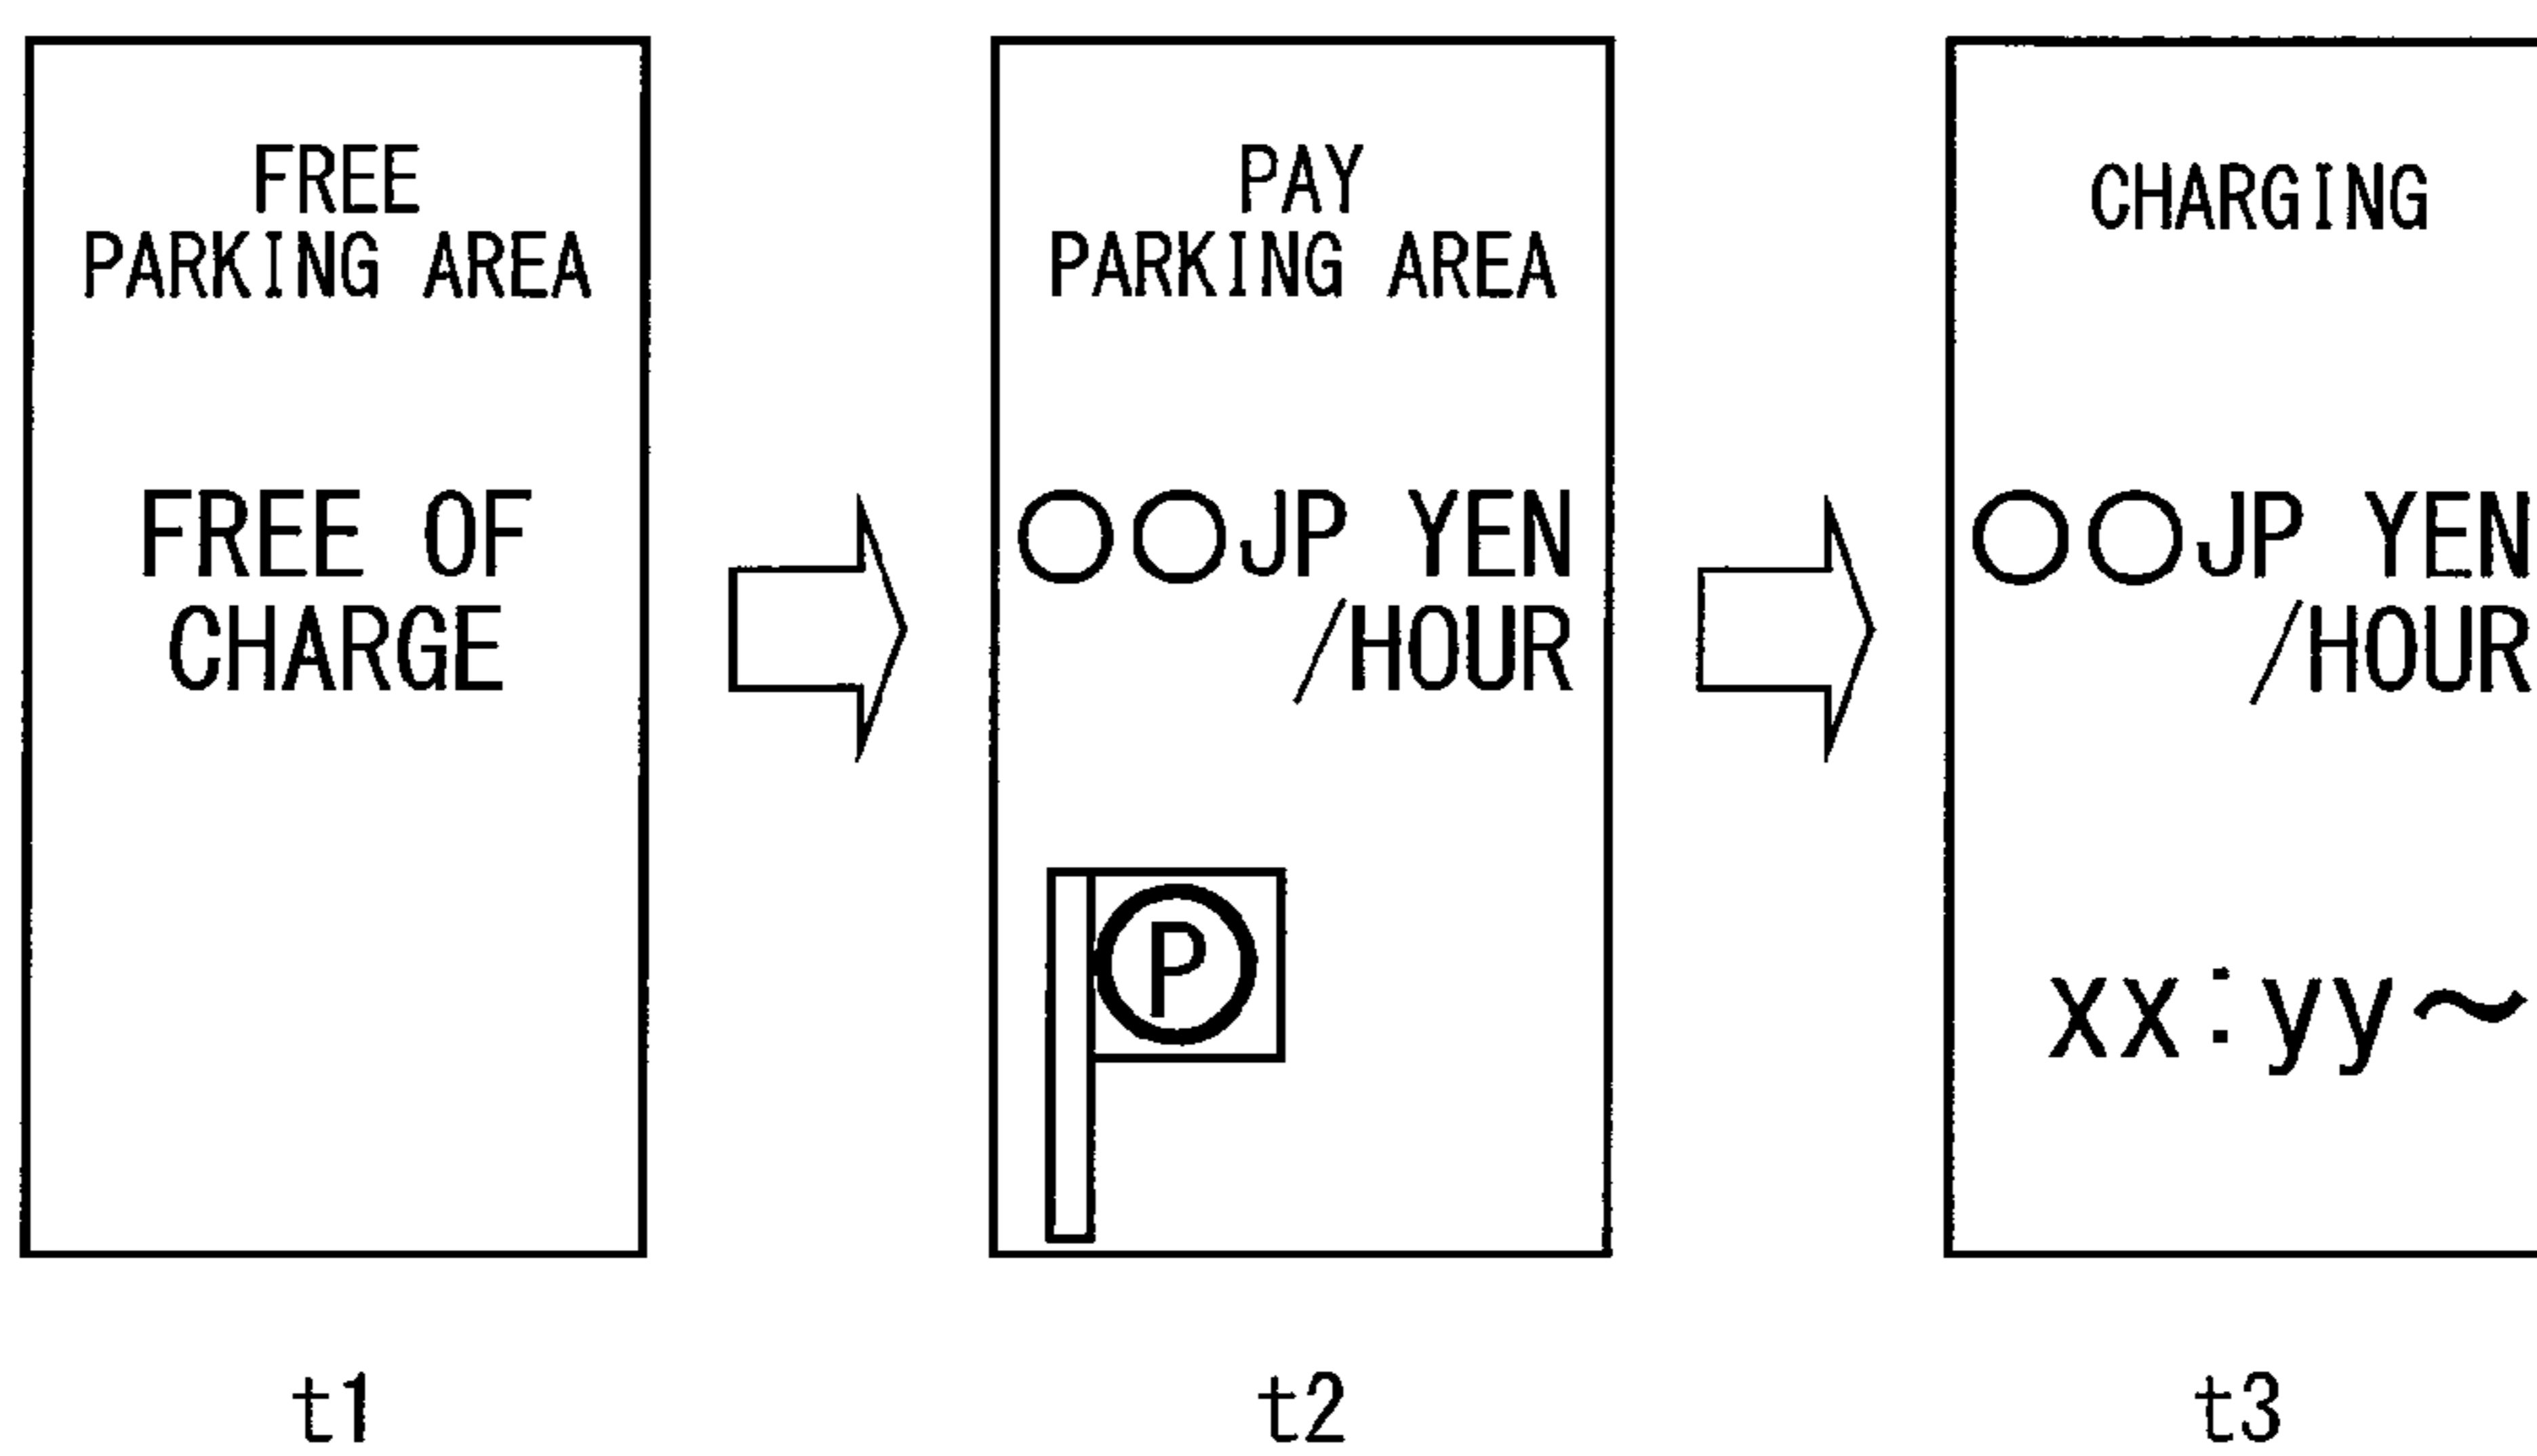 FREE
PARKING AREA
FREE OF
CHARGE
t1
PAY
PARKING AREA
○○JP YEN
/HOUR
P
t2
CHARGING
○○JP YEN
/HOUR
xx:yy~
t3